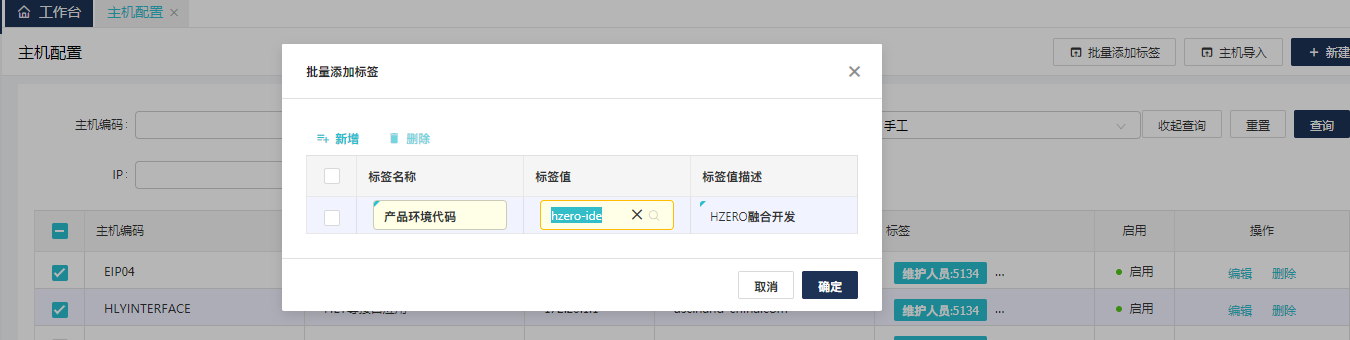 工作台 主机配置
主机配置 批量添加标签 主机导入 新建
批量添加标签
主机编码: 手工 收起查询 重置 查询
新增 删除
IP:
标签名称 标签值 标签值描述
产品环境代码 hzero-ide HZERO融合开发
主机编码 标签 启用 操作
EIP04 维护人员:5134 ... 启用 编辑 删除
取消 确定
HLYINTERFACE 维护人员:5134 ... 启用 编辑 删除